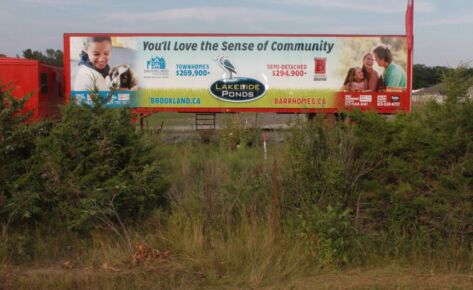 You'll Love the Sense of Community
TOWNHOMES
$269,900+
SEMI-DETACHED
$294,900+
LAKESIDE
PONDS
BROOKLAND.CA
BARRHOMES.CA